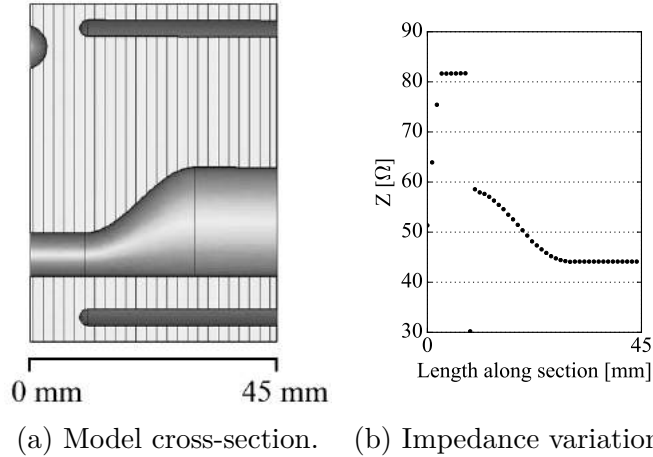 0 mm 45 mm
(a) Model cross-section.
90
80
70
60
50
40
30
Z [Ω]
0 45
Length along section [mm]
(b) Impedance variation